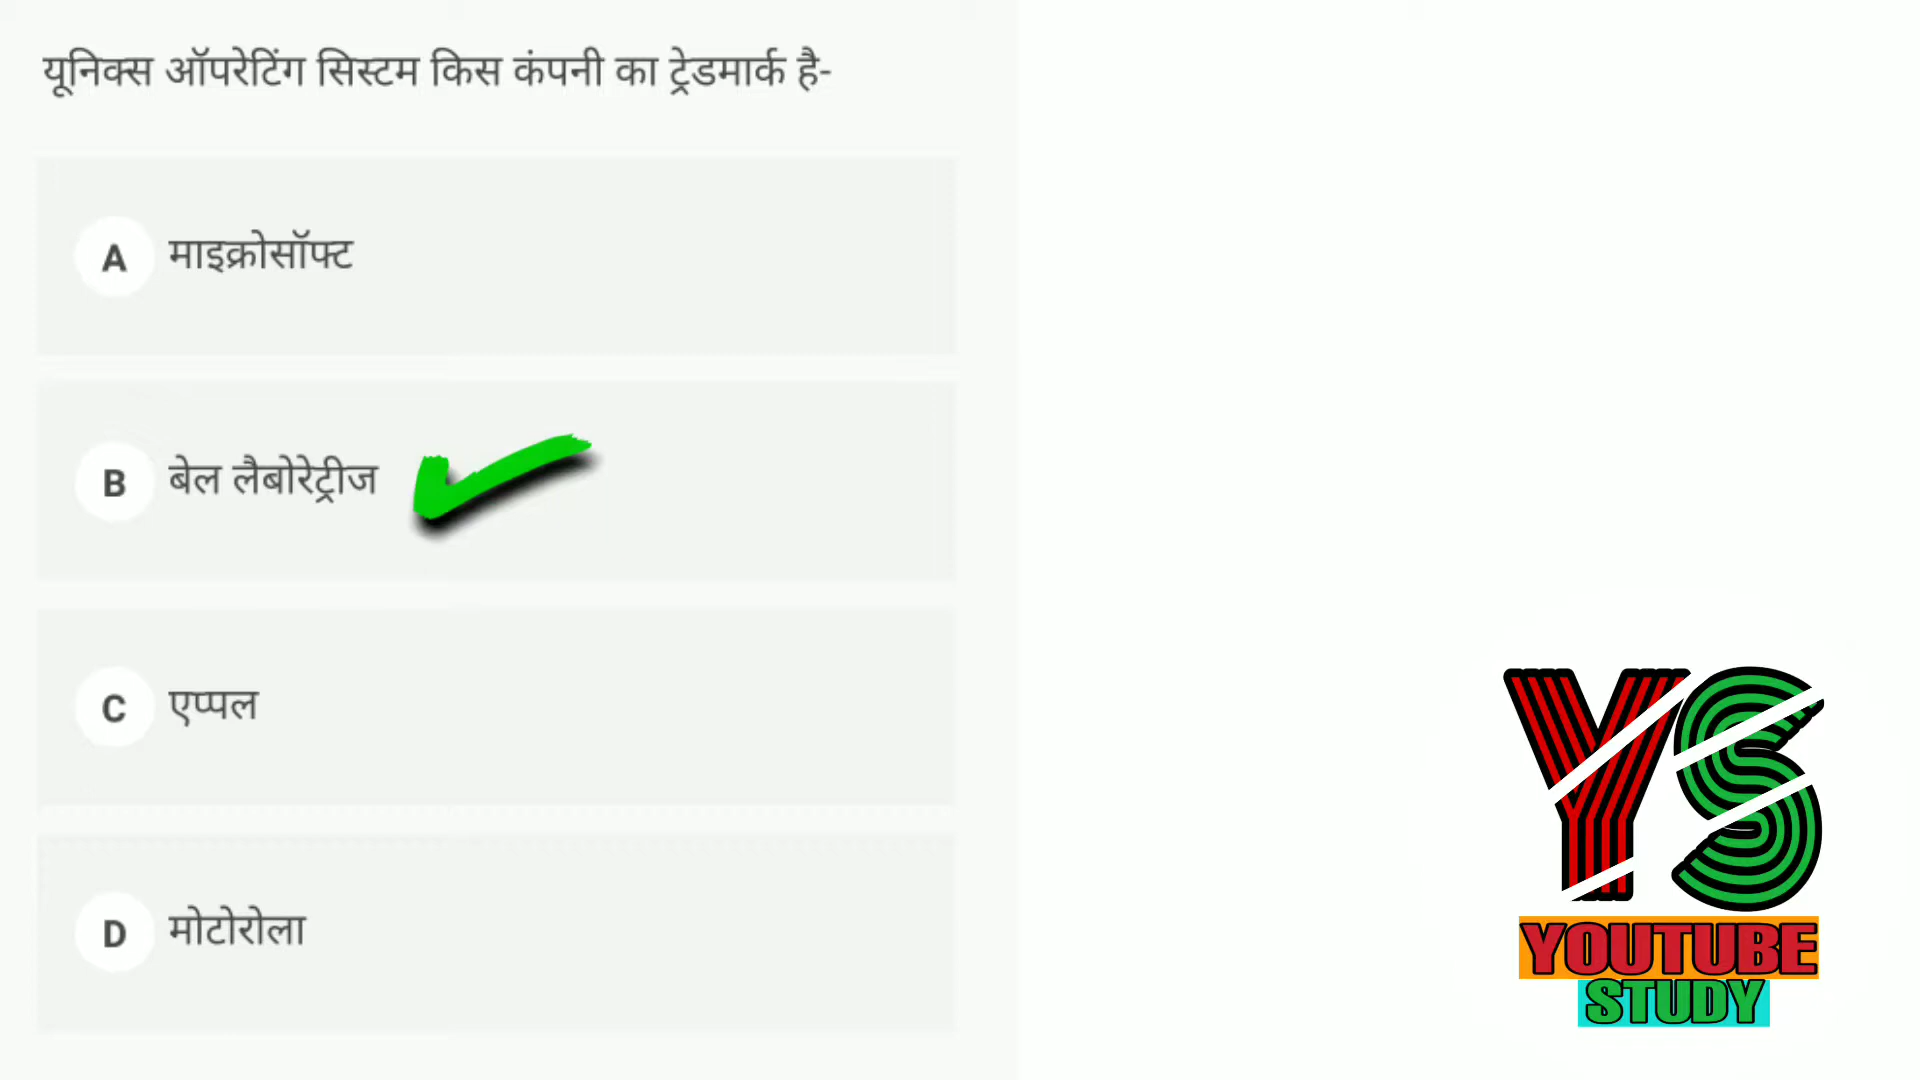 यूनिक्स ऑपरेटिंग सिस्टम किस कंपनी का ट्रेडमार्क है-
A माइक्रोसॉफ्ट
B बेल लैबोरेट्रीज
C एप्पल
D मोटोरोला
YS
YOUTUBE
STUDY